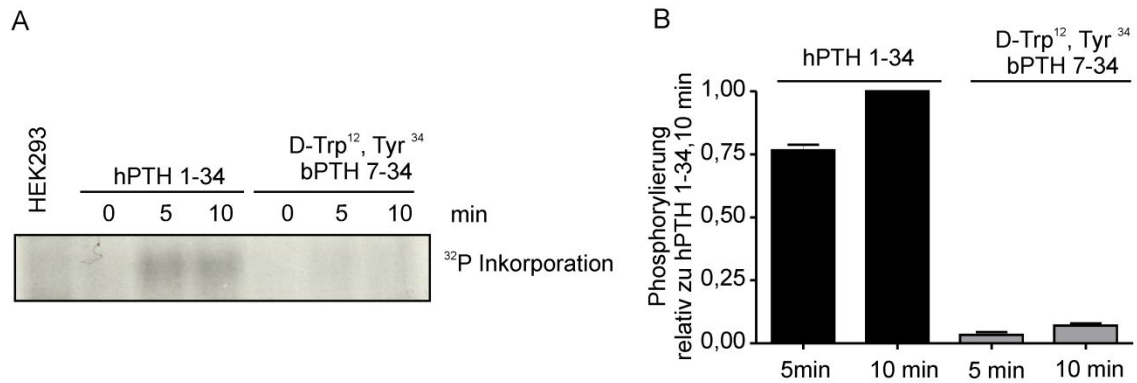 A
HEK293
hPTH 1-34
D-Trp¹², Tyr ³⁴
bPTH 7-34
0 5 10 0 5 10 min
³²P Inkorporation
B
hPTH 1-34
D-Trp¹², Tyr ³⁴
bPTH 7-34
Phosphorylierung
relativ zu hPTH 1-34,10 min
1,00
0,75
0,50
0,25
0,00
5min 10 min 5 min 10 min